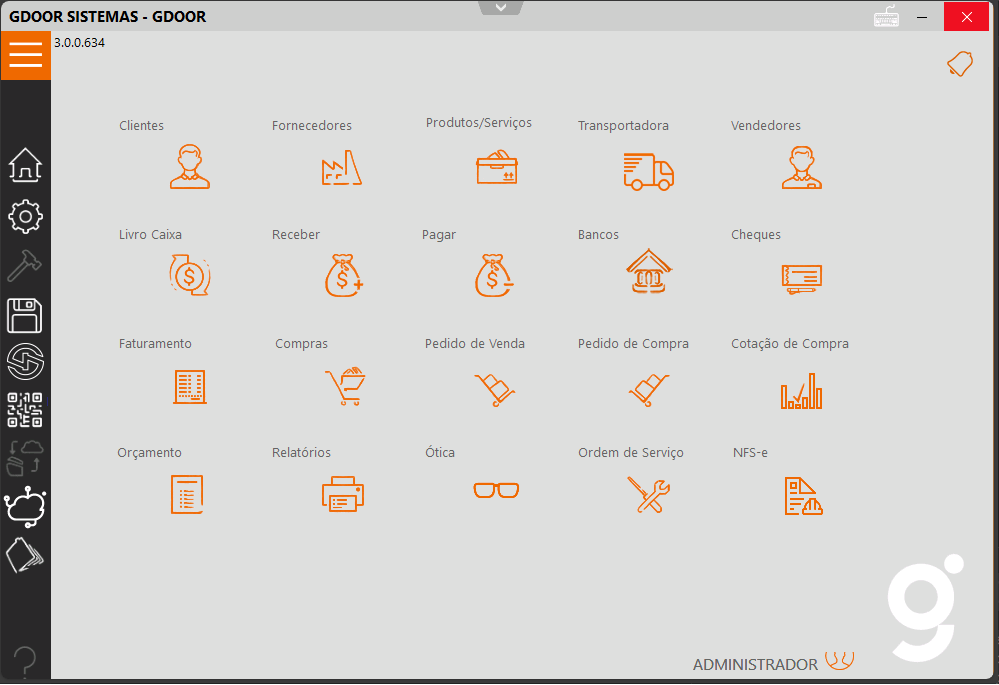 GDOOR SISTEMAS - GDOOR
3.0.0.634
Clientes
Fornecedores
Produtos/Serviços
Transportadora
Vendedores
Livro Caixa
Receber
Pagar
Bancos
Cheques
Faturamento
Compras
Pedido de Venda
Pedido de Compra
Cotação de Compra
Orçamento
Relatórios
Ótica
Ordem de Serviço
NFS-e
ADMINISTRADOR